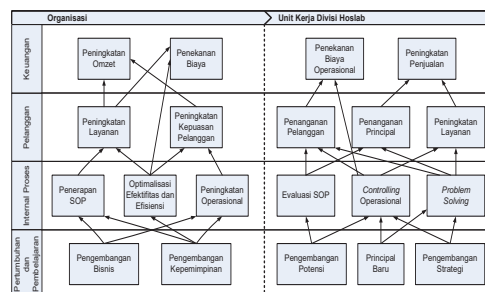 Organisasi
Unit Kerja Divisi Hoslab
Keuangan
Peningkatan
Omzet
Penekanan
Biaya
Penekanan
Biaya
Operasional
Peningkatan
Penjualan
Pelanggan
Peningkatan
Layanan
Peningkatan
Kepuasan
Pelanggan
Penanganan
Pelanggan
Penanganan
Principal
Peningkatan
Layanan
Internal Proses
Penerapan
SOP
Optimalisasi
Efektifitas dan
Efisiensi
Peningkatan
Operasional
Evaluasi SOP
Controlling
Operasional
Problem
Solving
Pertumbuhan
dan
Pembelajaran
Pengembangan
Bisnis
Pengembangan
Kepemimpinan
Pengembangan
Potensi
Principal
Baru
Pengembangan
Strategi